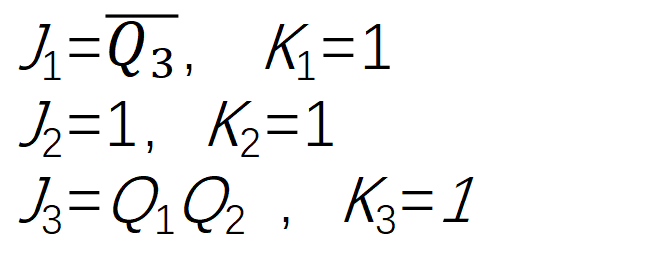 J₁=Q̅₃̅, K₁=1
J₂=1, K₂=1
J₃=Q₁Q₂ , K₃=1